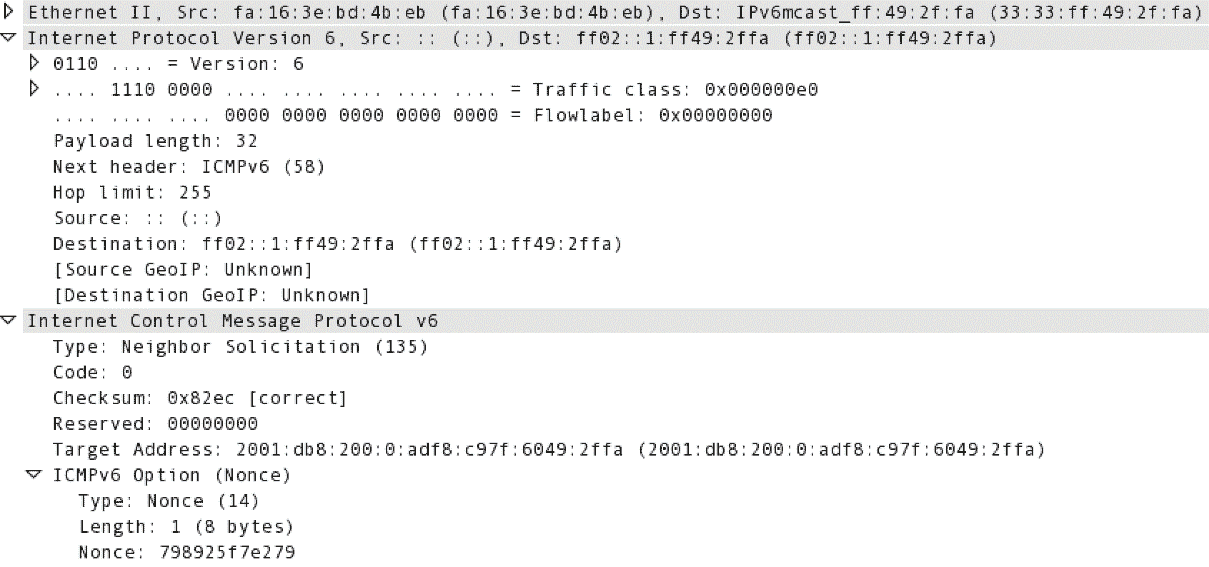 Ethernet II, Src: fa:16:3e:bd:4b:eb (fa:16:3e:bd:4b:eb), Dst: IPv6mcast_ff:49:2f:fa (33:33:ff:49:2f:fa)
Internet Protocol Version 6, Src: :: (::), Dst: ff02::1:ff49:2ffa (ff02::1:ff49:2ffa)
0110 .... = Version: 6
.... 1110 0000 .... .... .... .... .... = Traffic class: 0x000000e0
.... .... .... 0000 0000 0000 0000 0000 = Flowlabel: 0x00000000
Payload length: 32
Next header: ICMPv6 (58)
Hop limit: 255
Source: :: (::)
Destination: ff02::1:ff49:2ffa (ff02::1:ff49:2ffa)
[Source GeoIP: Unknown]
[Destination GeoIP: Unknown]
Internet Control Message Protocol v6
Type: Neighbor Solicitation (135)
Code: 0
Checksum: 0x82ec [correct]
Reserved: 00000000
Target Address: 2001:db8:200:0:adf8:c97f:6049:2ffa (2001:db8:200:0:adf8:c97f:6049:2ffa)
ICMPv6 Option (Nonce)
Type: Nonce (14)
Length: 1 (8 bytes)
Nonce: 798925f7e279